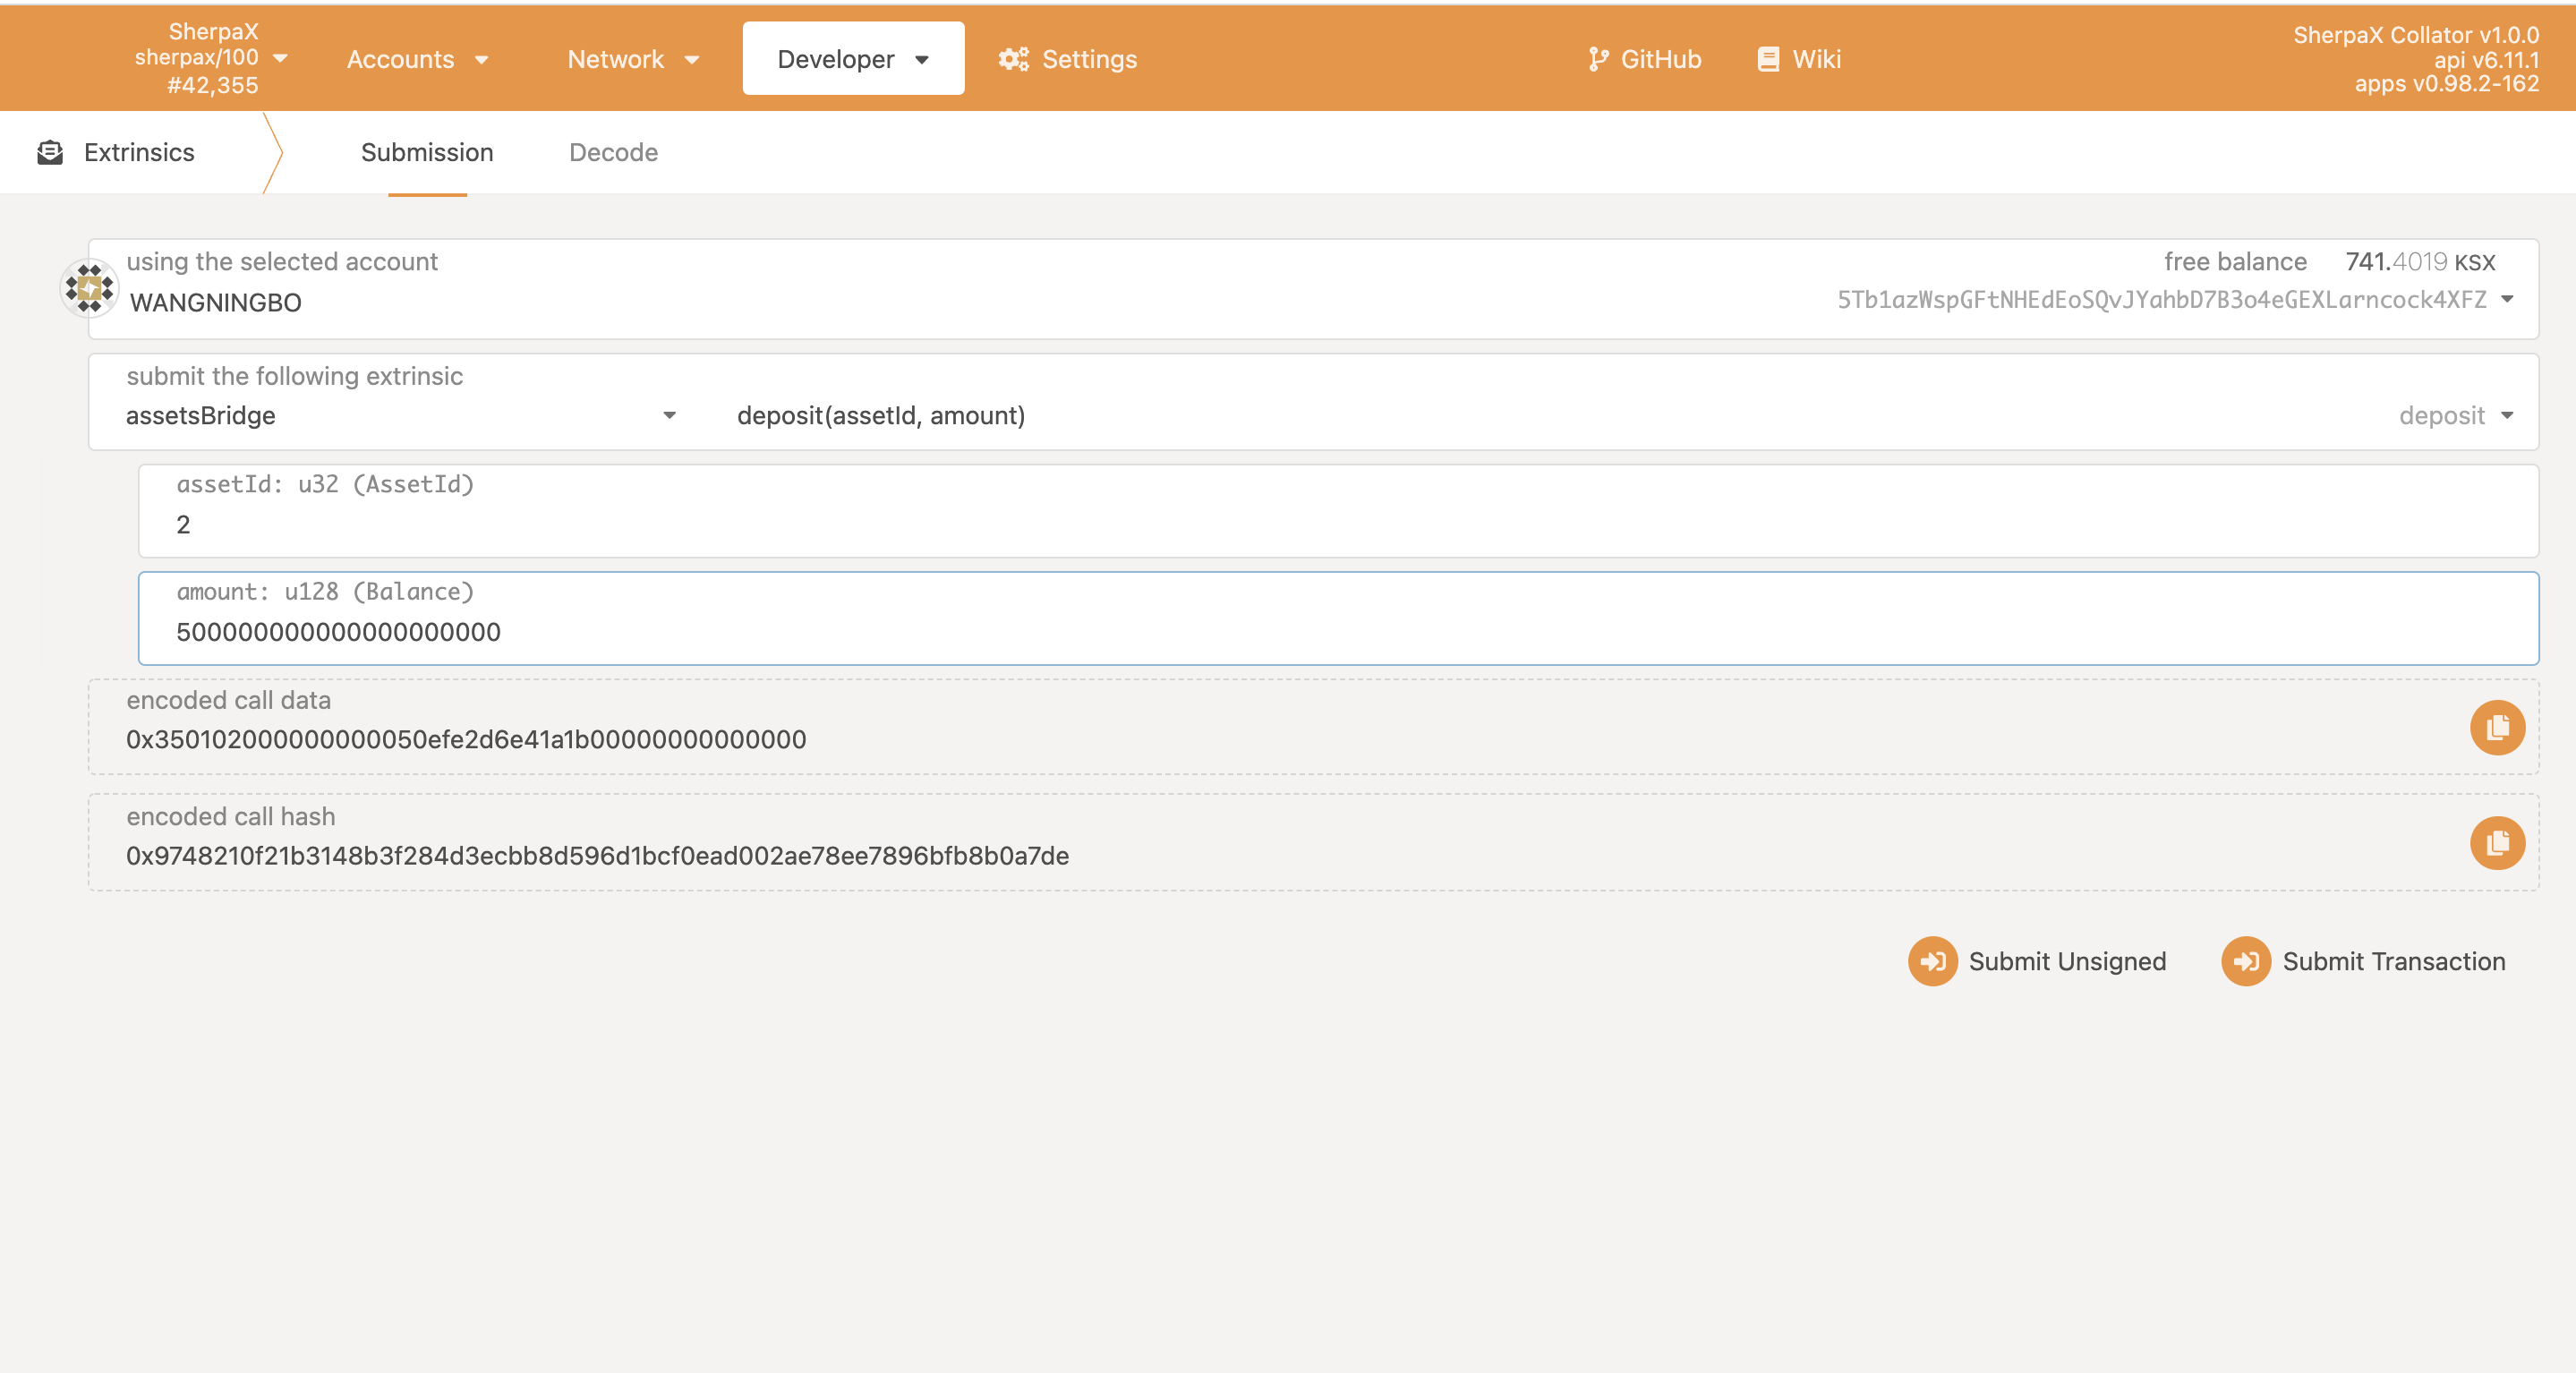 SherpaX
sherpax/100
#42,355
Accounts
Network
Developer
Settings
GitHub
Wiki
SherpaX Collator v1.0.0
api v6.11.1
apps v0.98.2-162
Extrinsics
Submission
Decode
using the selected account
WANGNINGBO
free balance 741.4019 KSX
5Tb1azWspGFtNHEdEoSQvJYahbD7B3o4eGEXLarncock4XFZ
submit the following extrinsic
assetsBridge
deposit(assetId, amount)
deposit
assetId: u32 (AssetId)
2
amount: u128 (Balance)
500000000000000000000
encoded call data
0x350102000000000050efe2d6e41a1b00000000000000
encoded call hash
0x9748210f21b3148b3f284d3ecbb8d596d1bcf0ead002ae78ee7896bfb8b0a7de
Submit Unsigned
Submit Transaction